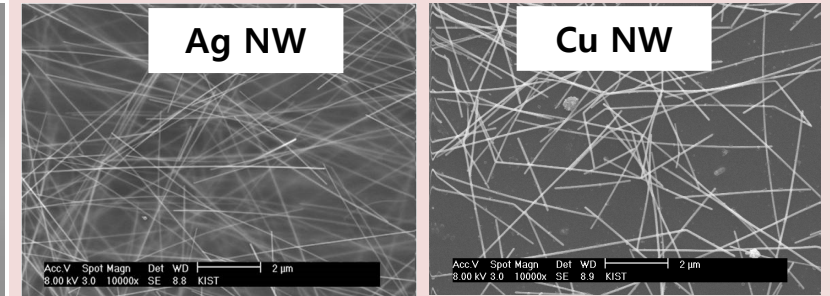 Ag NW
Acc.V Spot Magn Det WD 2 µm
8.00 kV 3.0 10000x SE 8.8 KIST
Cu NW
Acc.V Spot Magn Det WD 2 µm
8.00 kV 3.0 10000x SE 8.9 KIST